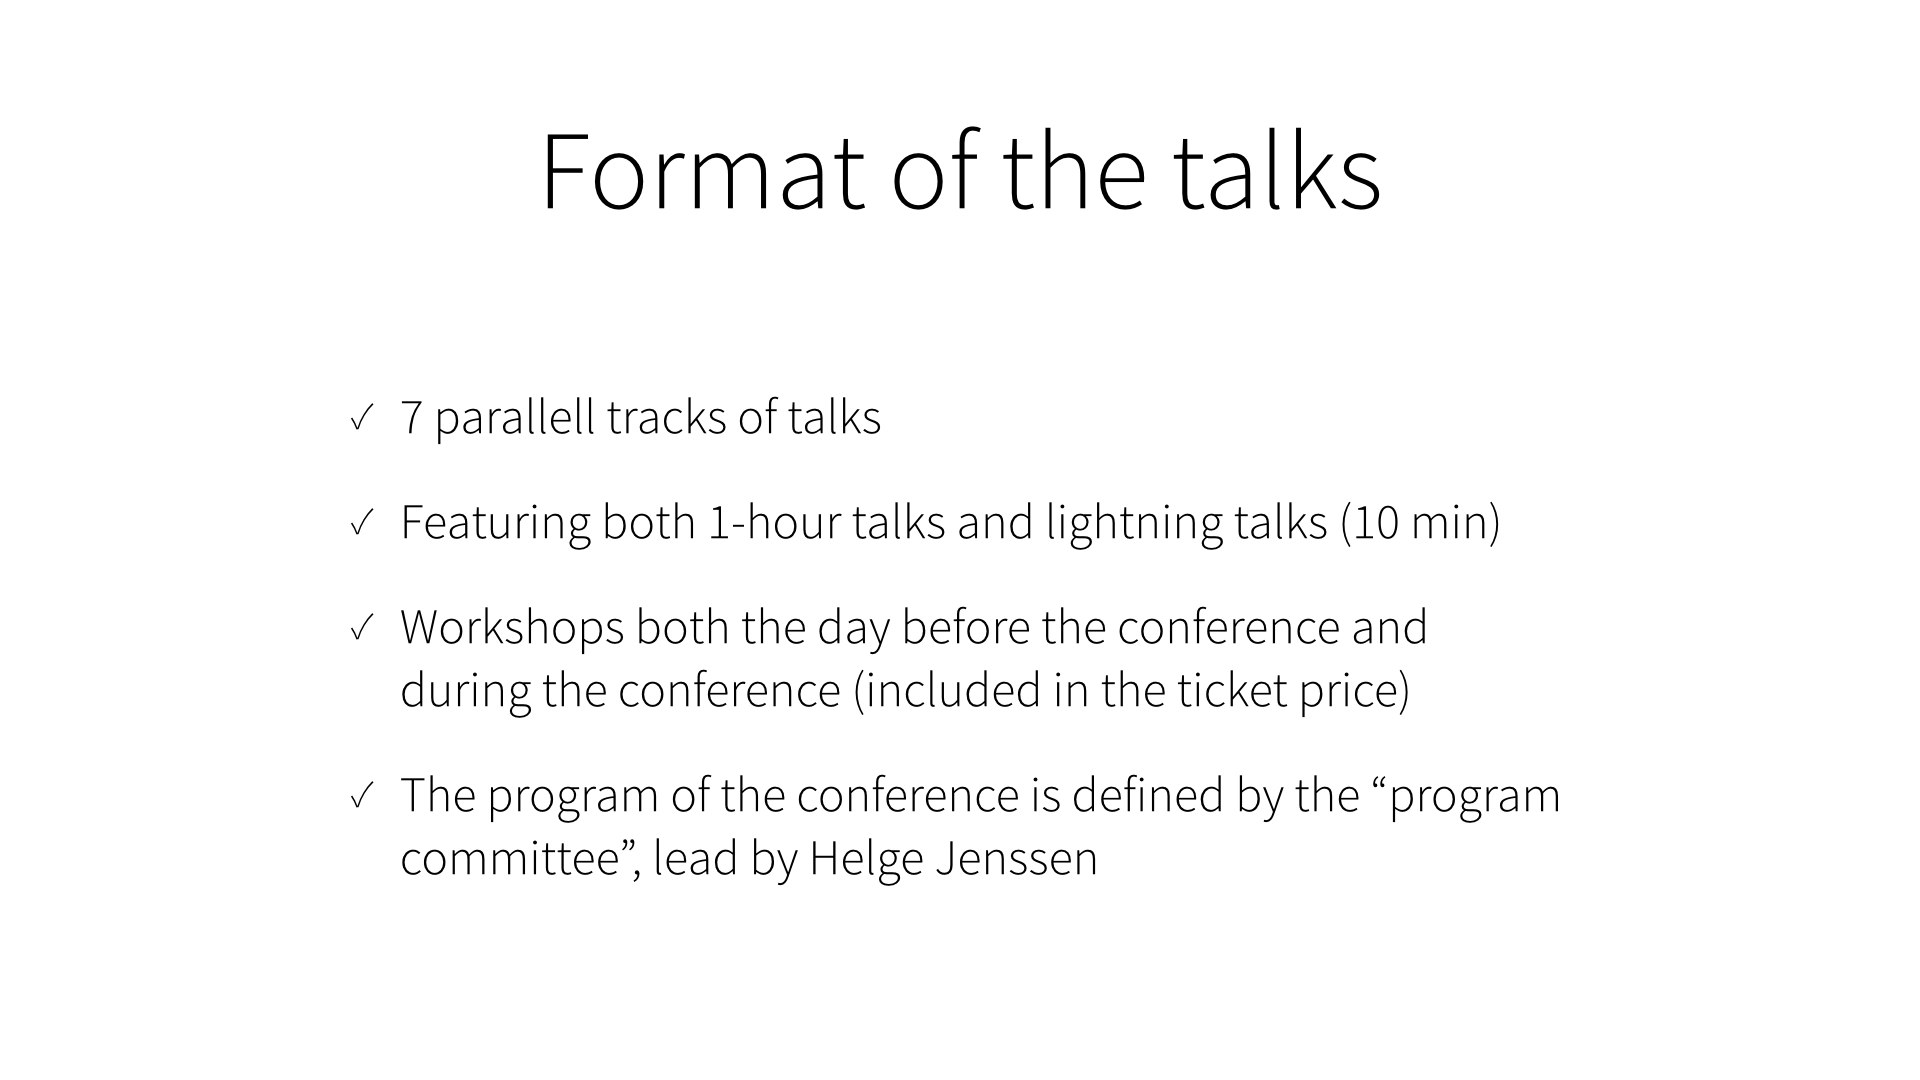 Format of the talks
✓ 7 parallell tracks of talks
✓ Featuring both 1-hour talks and lightning talks (10 min)
✓ Workshops both the day before the conference and
during the conference (included in the ticket price)
✓ The program of the conference is defined by the “program
committee”, lead by Helge Jenssen